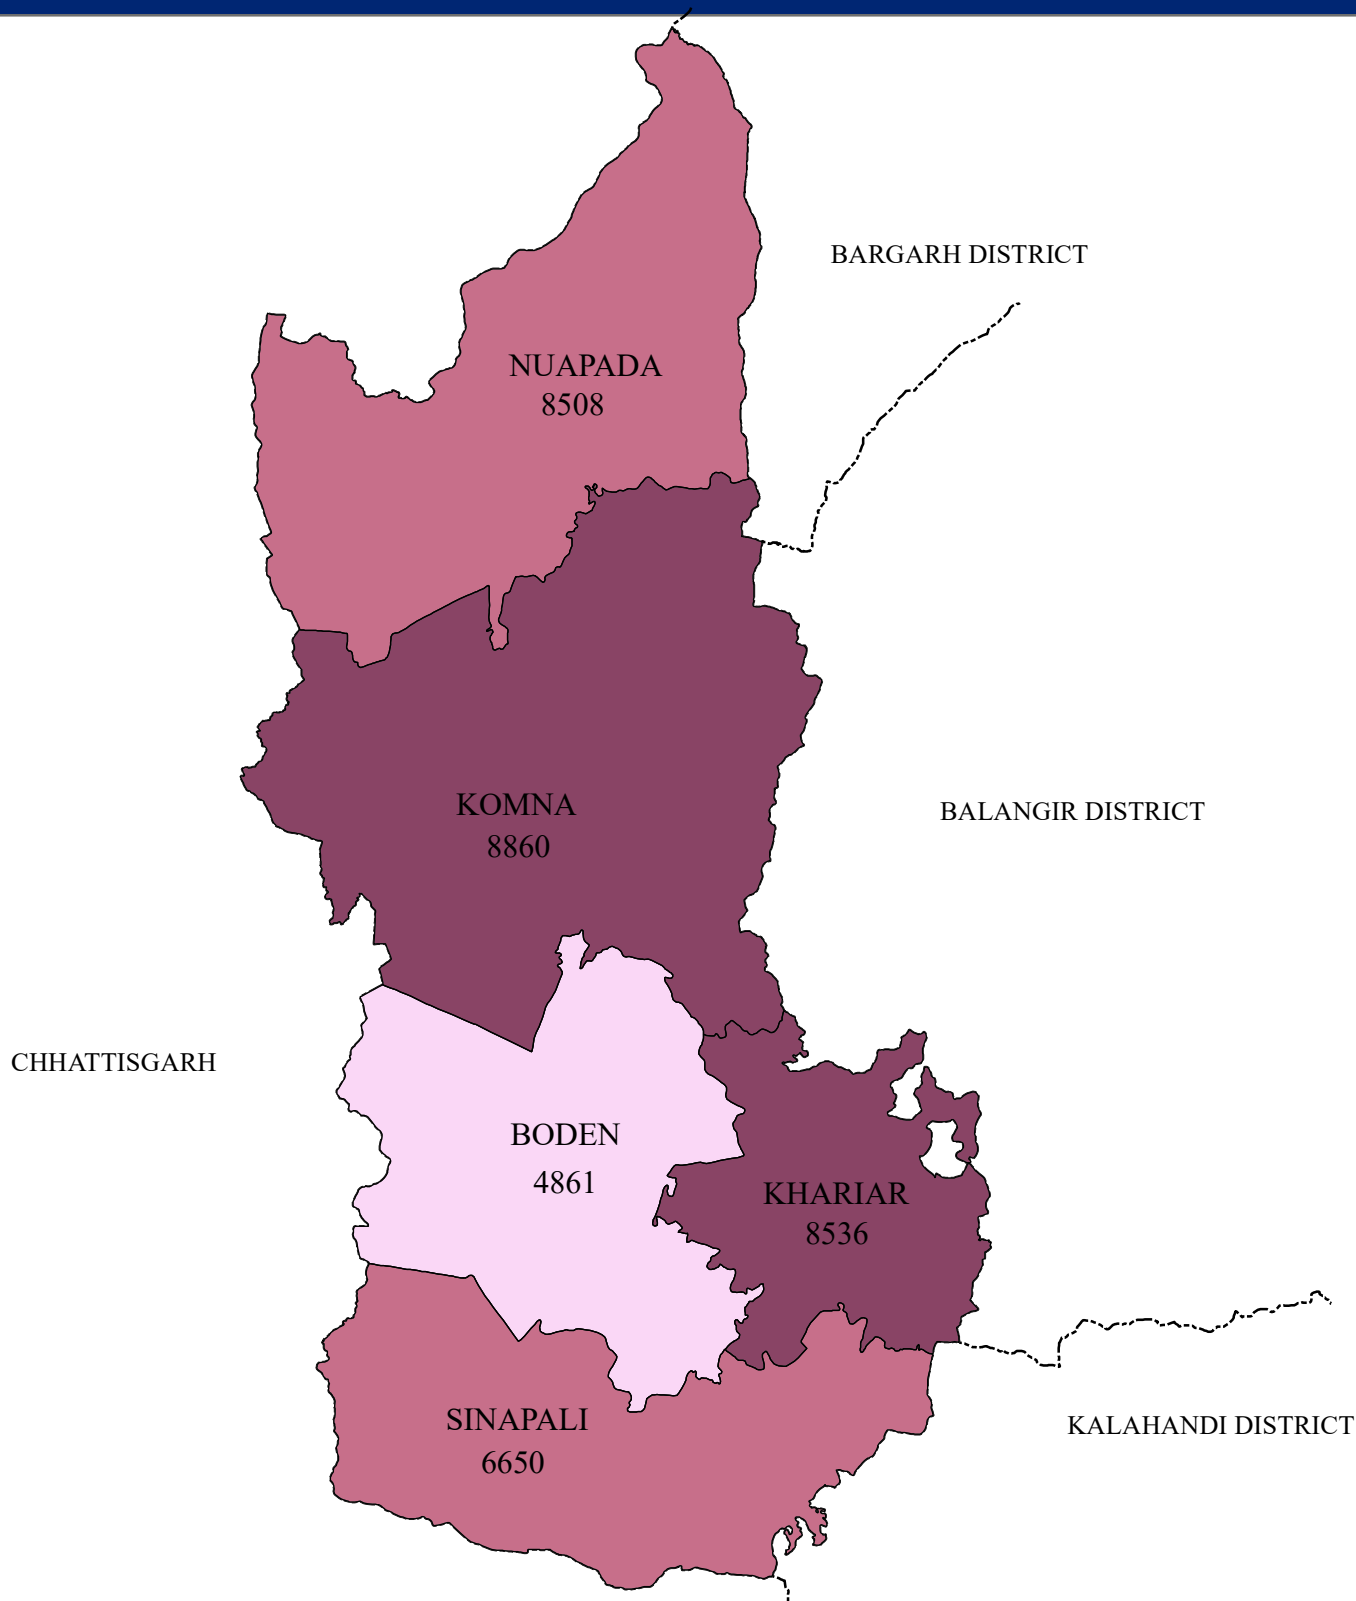 BARGARH DISTRICT
NUAPADA
8508
KOMNA
8860
BALANGIR DISTRICT
CHHATTISGARH
BODEN
4861
KHARIAR
8536
SINAPALI
6650
KALAHANDI DISTRICT